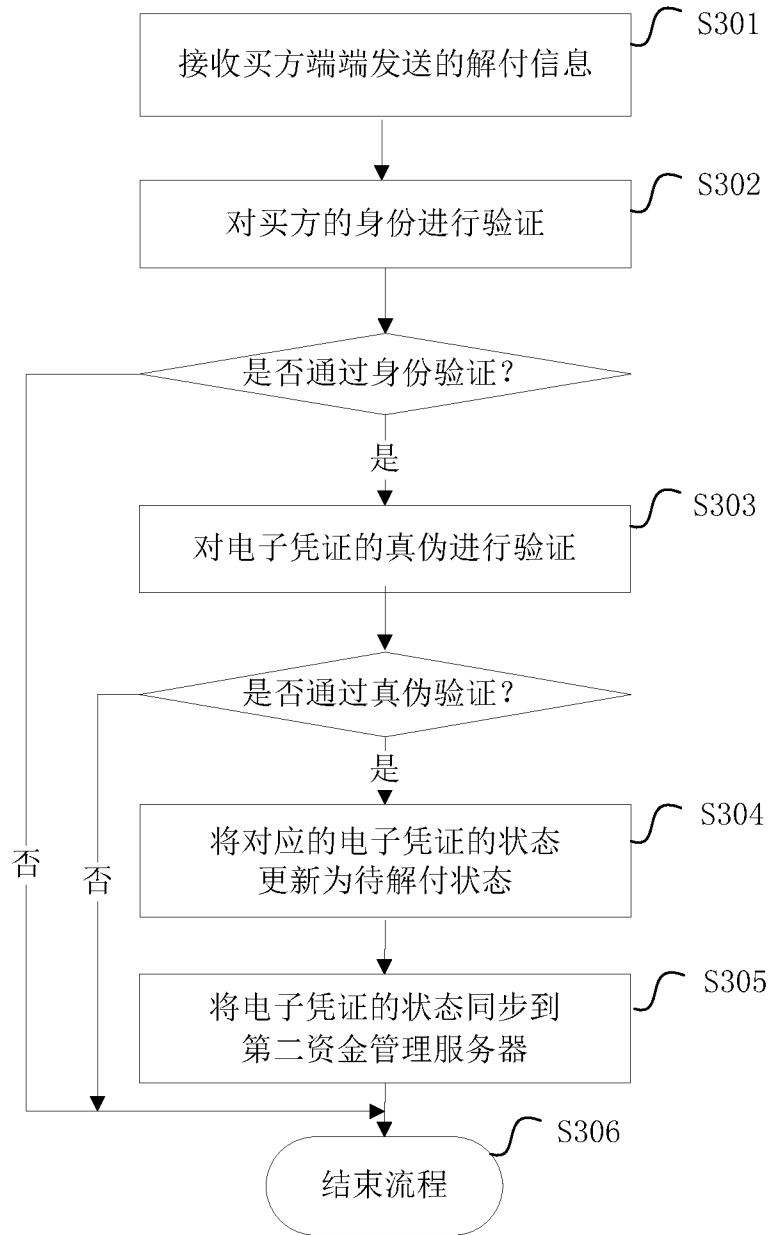 S301
接收买方端端发送的解付信息
S302
对买方的身份进行验证
是否通过身份验证？
是
S303
对电子凭证的真伪进行验证
是否通过真伪验证？
是
S304
将对应的电子凭证的状态
更新为待解付状态
否
否
S305
将电子凭证的状态同步到
第二资金管理服务器
S306
结束流程